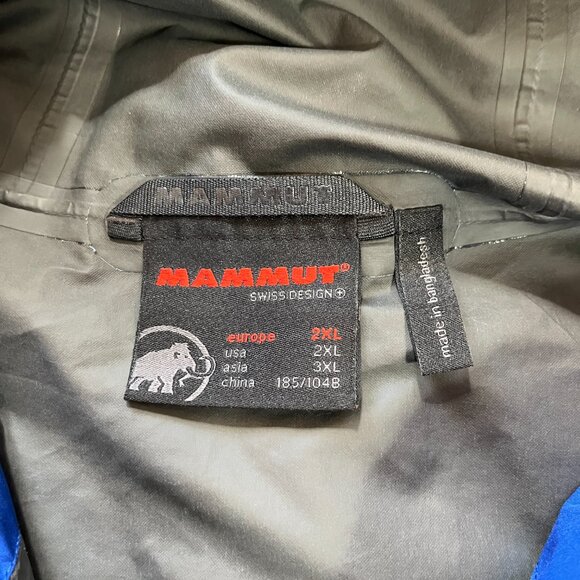 MAMMUT
MAMMUT®
SWISS DESIGN
europe 2XL
usa 2XL
asia 3XL
china 185/104B
made in bangladesh